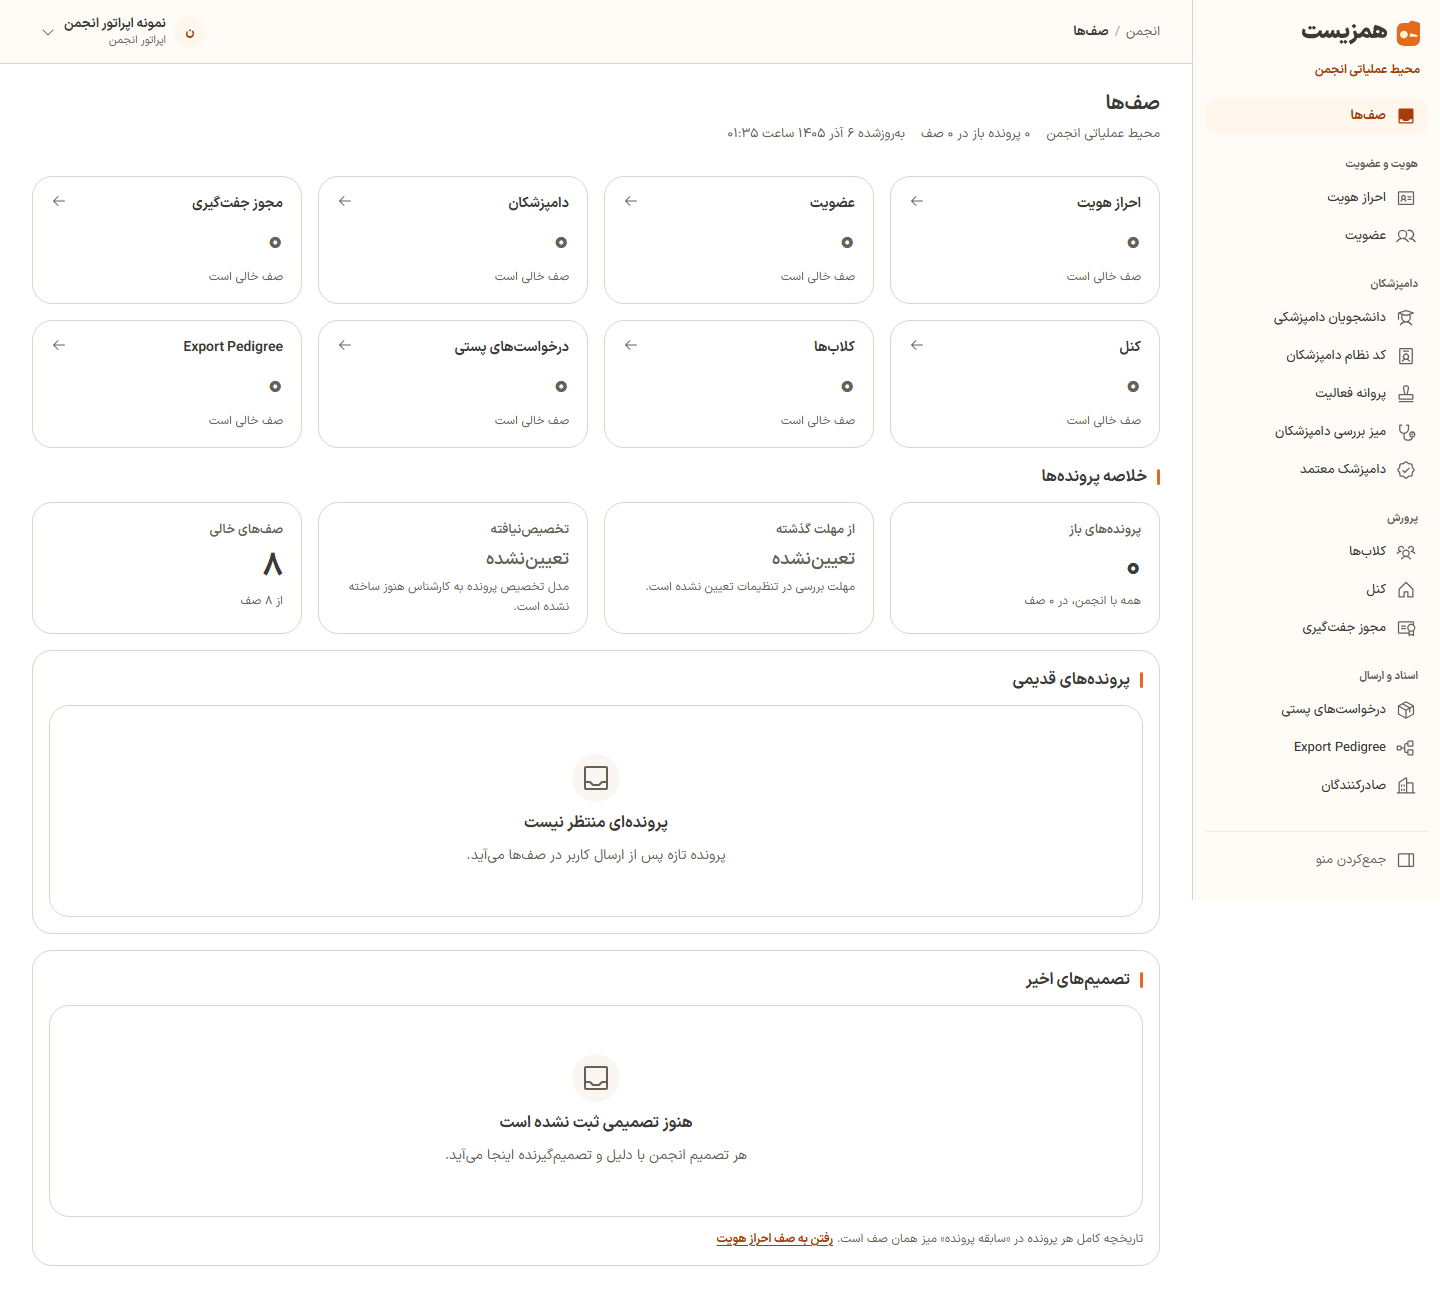 همزیست
محیط عملیاتی انجمن
صف‌ها
هویت و عضویت
احراز هویت
عضویت
دامپزشکان
دانشجویان دامپزشکی
کد نظام دامپزشکان
پروانه فعالیت
میز بررسی دامپزشکان
دامپزشک معتمد
پرورش
کلاب‌ها
کنل
مجوز جفت‌گیری
اسناد و ارسال
درخواست‌های پستی
Export Pedigree
صادرکنندگان
جمع‌کردن منو
انجمن / صف‌ها
ن
نمونه اپراتور انجمن
اپراتور انجمن
صف‌ها
محیط عملیاتی انجمن ۰ پرونده باز در ۰ صف به‌روزشده ۶ آذر ۱۴۰۵ ساعت ۰۱:۳۵
احراز هویت
۰
صف خالی است
عضویت
۰
صف خالی است
دامپزشکان
۰
صف خالی است
مجوز جفت‌گیری
۰
صف خالی است
کنل
۰
صف خالی است
کلاب‌ها
۰
صف خالی است
درخواست‌های پستی
۰
صف خالی است
Export Pedigree
۰
صف خالی است
خلاصه پرونده‌ها
پرونده‌های باز
۰
همه با انجمن، در ۰ صف
از مهلت گذشته
تعیین‌نشده
مهلت بررسی در تنظیمات تعیین نشده است.
تخصیص‌نیافته
تعیین‌نشده
مدل تخصیص پرونده به کارشناس هنوز ساخته
نشده است.
صف‌های خالی
۸
از ۸ صف
پرونده‌های قدیمی
پرونده‌ای منتظر نیست
پرونده تازه پس از ارسال کاربر در صف‌ها می‌آید.
تصمیم‌های اخیر
هنوز تصمیمی ثبت نشده است
هر تصمیم انجمن با دلیل و تصمیم‌گیرنده اینجا می‌آید.
تاریخچه کامل هر پرونده در «سابقه پرونده» میز همان صف است. رفتن به صف احراز هویت